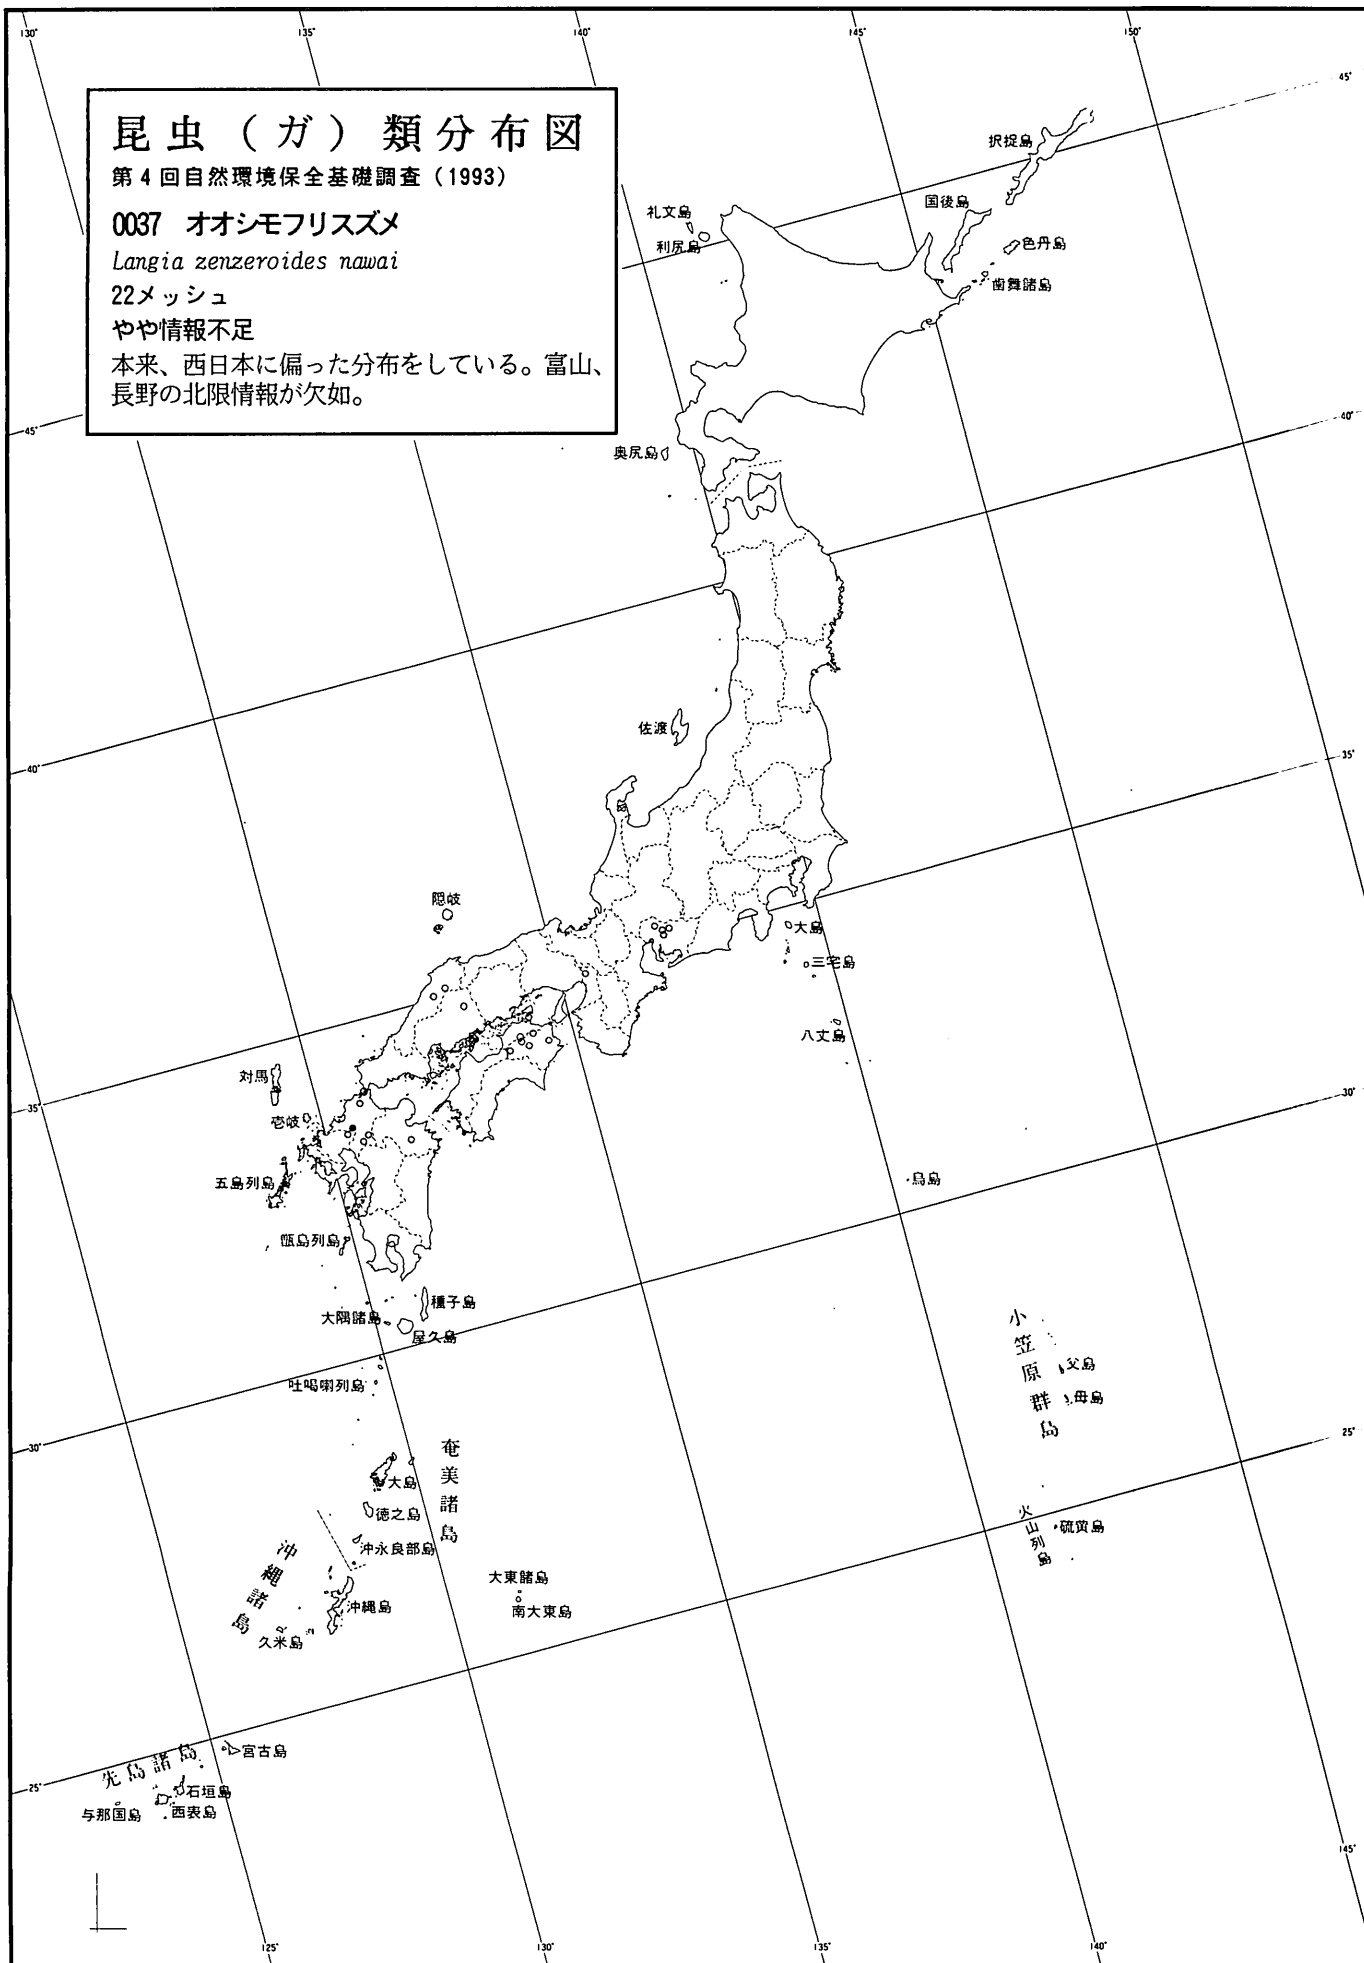 130°
135°
140°
145°
150°
45°
昆虫（ガ）類分布図
第4回自然環境保全基礎調査（1993）
0037 オオシモフリスズメ
Langia zenzeroides nawai
22メッシュ
やや情報不足
本来、西日本に偏った分布をしている。富山、
長野の北限情報が欠如。
択捉島
国後島
色丹島
歯舞諸島
礼文島
利尻島
45°
40°
奥尻島
佐渡
40°
35°
隠岐
大島
三宅島
八丈島
対馬
35°
壱岐
30°
五島列島
鳥島
甑島列島
種子島
大隅諸島
屋久島
吐喝喇列島
小笠原群島
父島
母島
30°
25°
奄美諸島
大島
徳之島
沖永良部島
火山列島
硫黄島
沖縄諸島
沖縄島
久米島
大東諸島
南大東島
先島諸島
宮古島
石垣島
西表島
与那国島
25°
145°
125°
130°
135°
140°